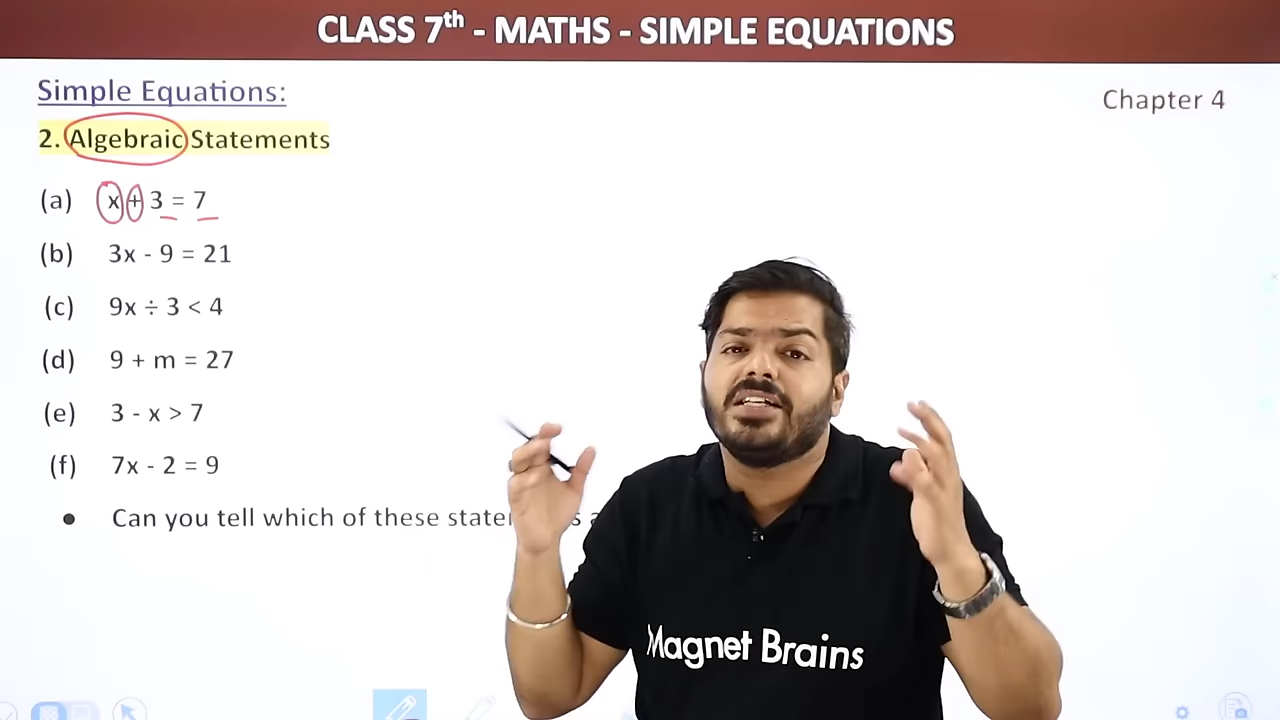 CLASS 7th - MATHS - SIMPLE EQUATIONS
Simple Equations:
Chapter 4
2. Algebraic Statements
(a) x + 3 = 7
(b) 3x - 9 = 21
(c) 9x ÷ 3 < 4
(d) 9 + m = 27
(e) 3 - x > 7
(f) 7x - 2 = 9
• Can you tell which of these
Magnet Brains